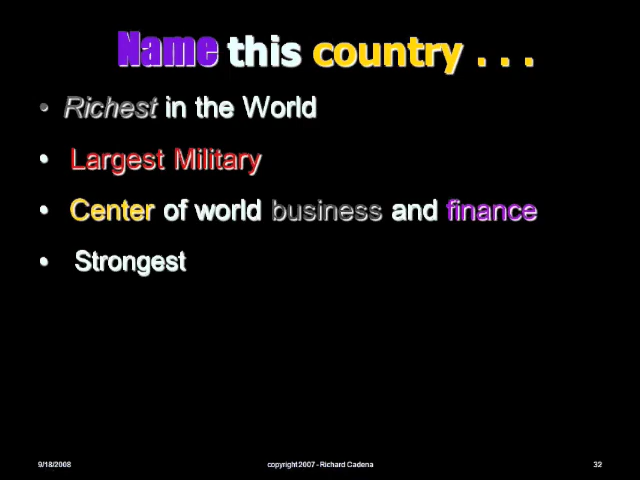 Name this country . . .
• Richest in the World
• Largest Military
• Center of world business and finance
• Strongest
9/18/2008 copyright 2007 - Richard Cadena 32